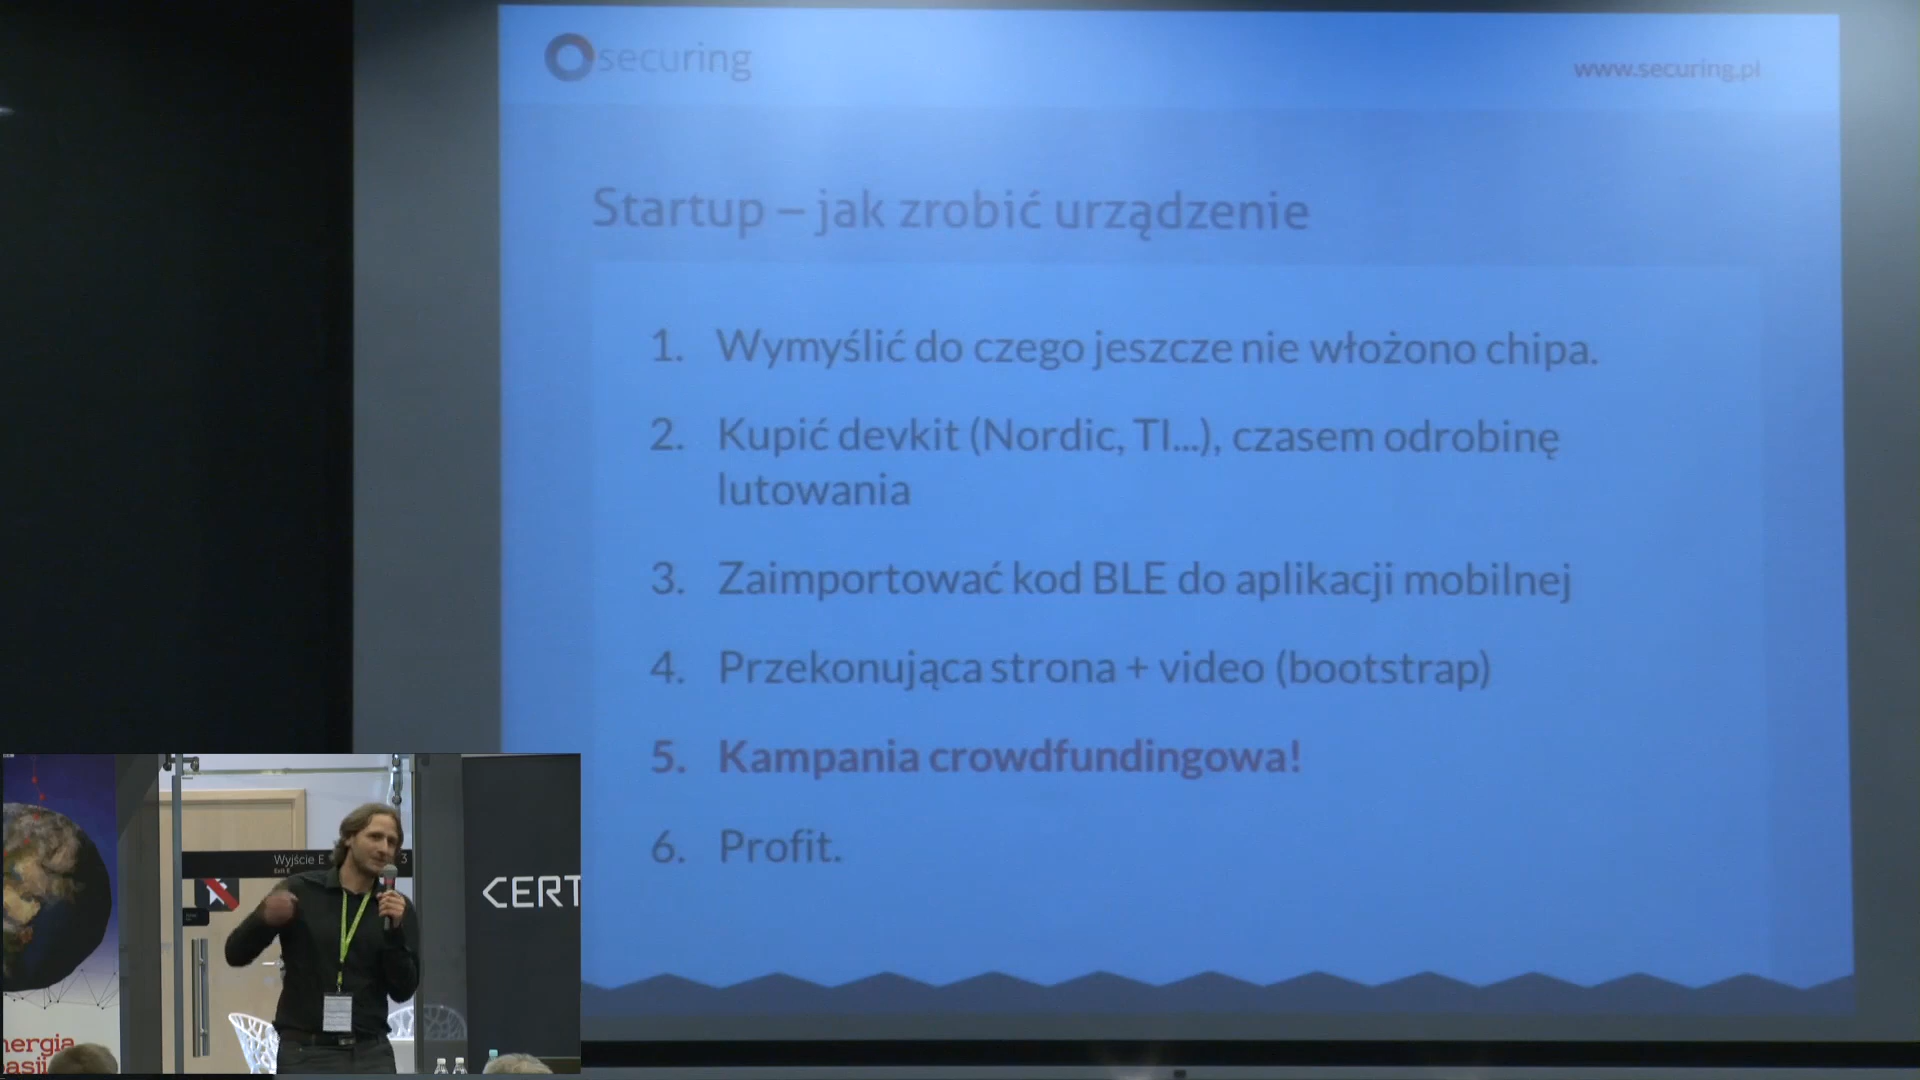 securing
www.securing.pl
Startup – jak zrobić urządzenie
1. Wymyślić do czego jeszcze nie włożono chipa.
2. Kupić devkit (Nordic, TI...), czasem odrobinę
lutowania
3. Zaimportować kod BLE do aplikacji mobilnej
4. Przekonująca strona + video (bootstrap)
5. Kampania crowdfundingowa!
6. Profit.
Wyjście E 3
Exit E
CERT